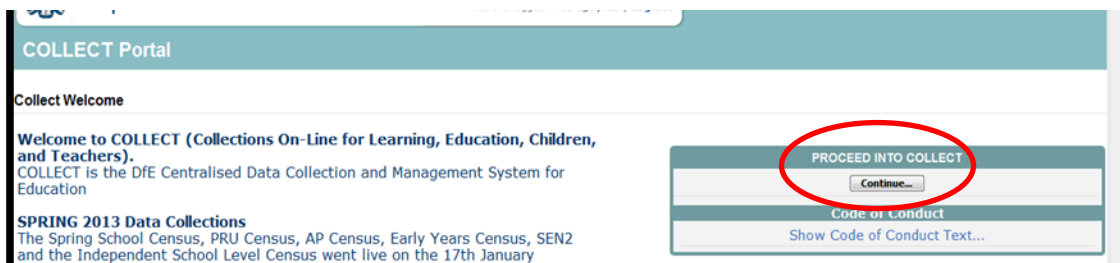 COLLECT Portal
Collect Welcome
Welcome to COLLECT (Collections On-Line for Learning, Education, Children,
and Teachers).
COLLECT is the DfE Centralised Data Collection and Management System for
Education
SPRING 2013 Data Collections
The Spring School Census, PRU Census, AP Census, Early Years Census, SEN2
and the Independent School Level Census went live on the 17th January
PROCEED INTO COLLECT
Continue...
Code of Conduct
Show Code of Conduct Text...